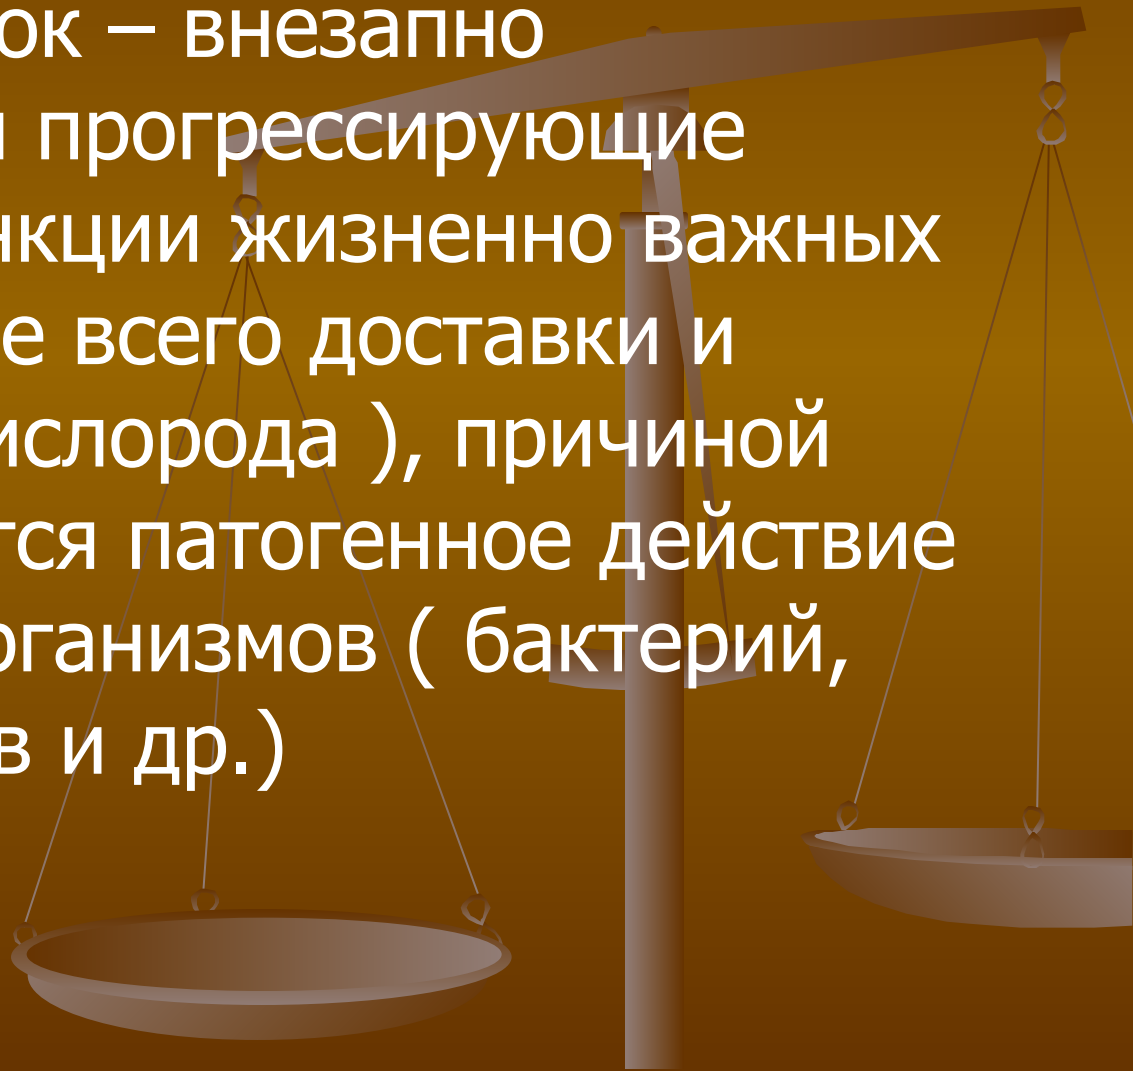 ок – внезапно
и прогрессирующие
нкции жизненно важных
е всего доставки и
ислорода ), причиной
тся патогенное действие
рганизмов ( бактерий,
в и др.)